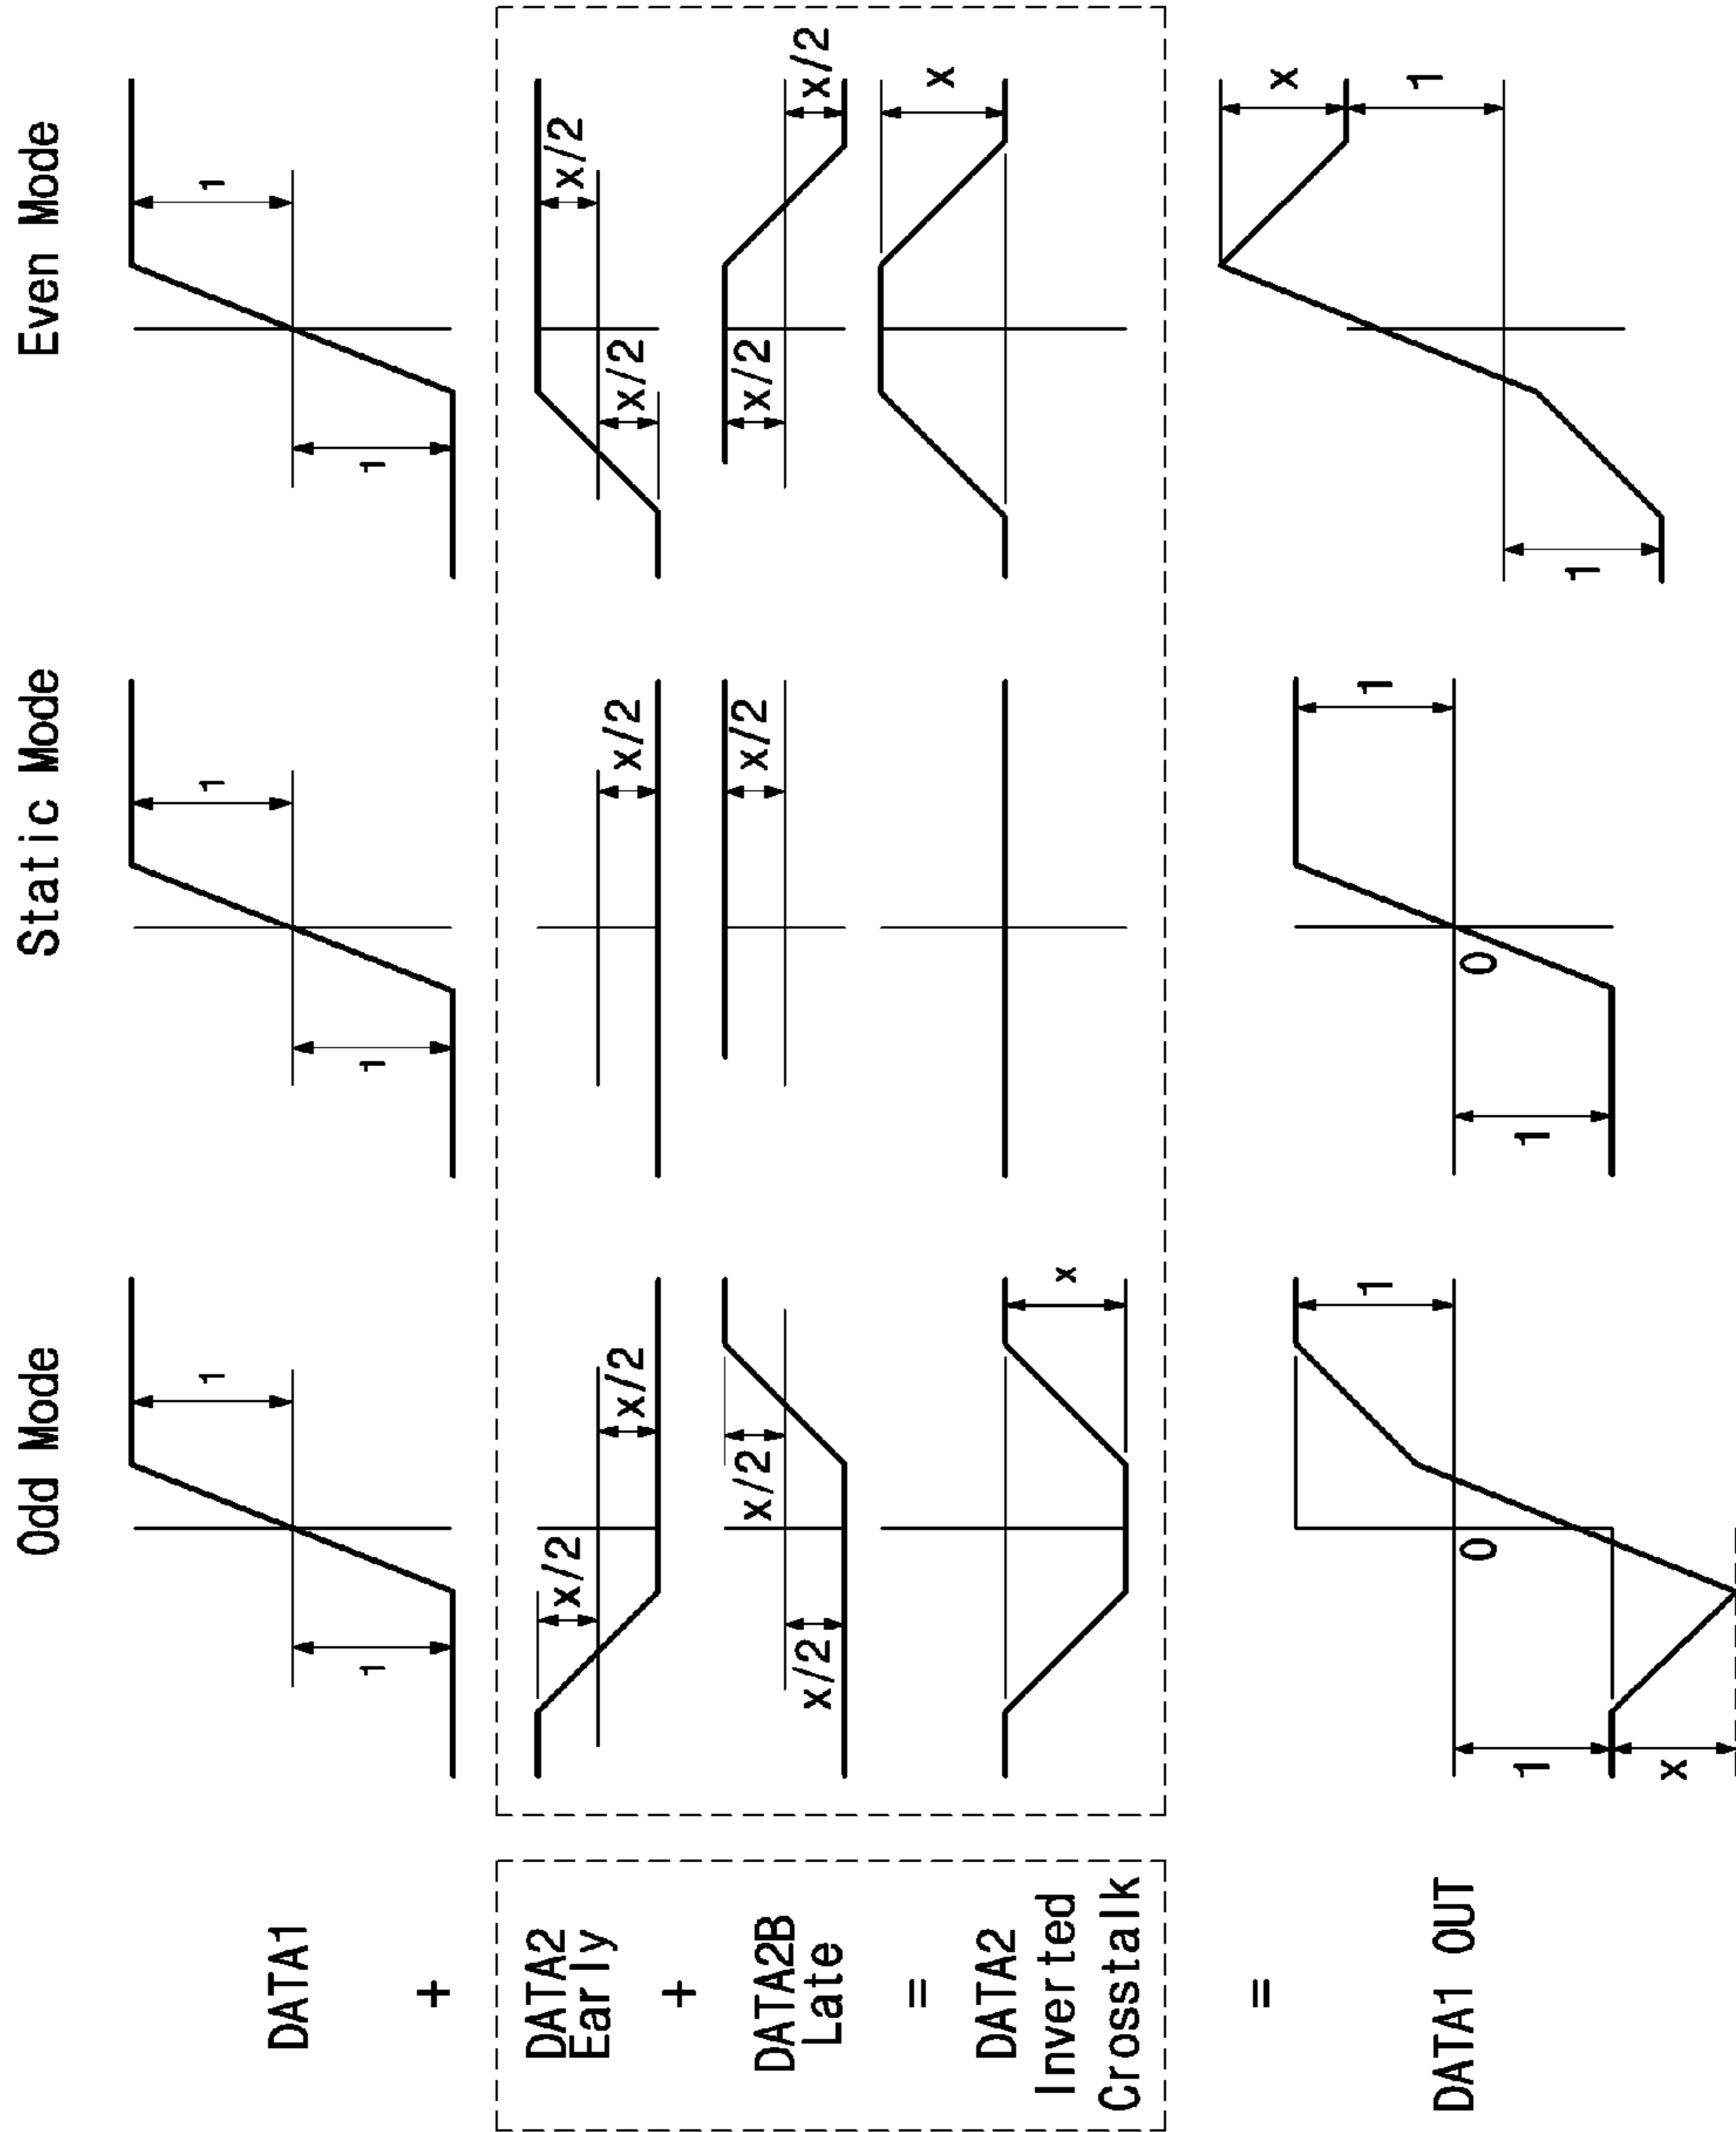 Odd Mode
Static Mode
Even Mode
DATA1
1
1
1
1
1
1
+
DATA2
Early
x/2
x/2
x/2
x/2
x/2
+
DATA2B
Late
x/2
x/2
x/2
x/2
x/2
=
DATA2
Inverted
Crosstalk
x
x
=
DATA1 OUT
1
x
0
1
1
0
1
1
x
1